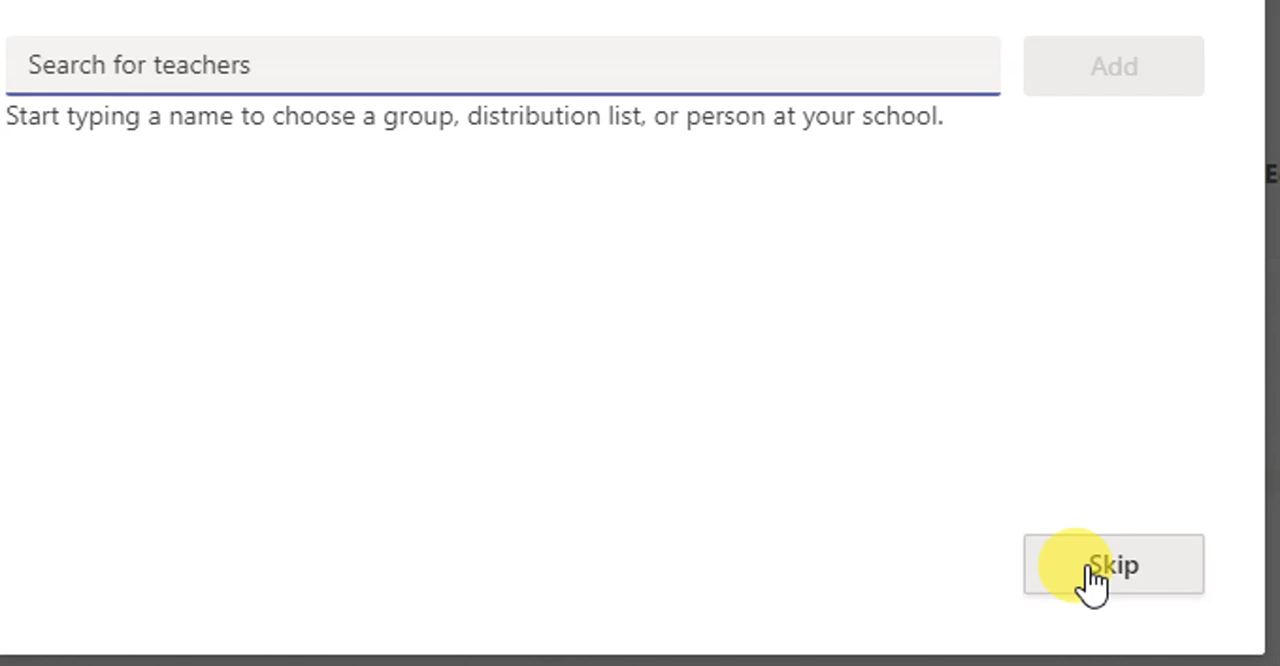 Search for teachers
Add
Start typing a name to choose a group, distribution list, or person at your school.
E
Skip